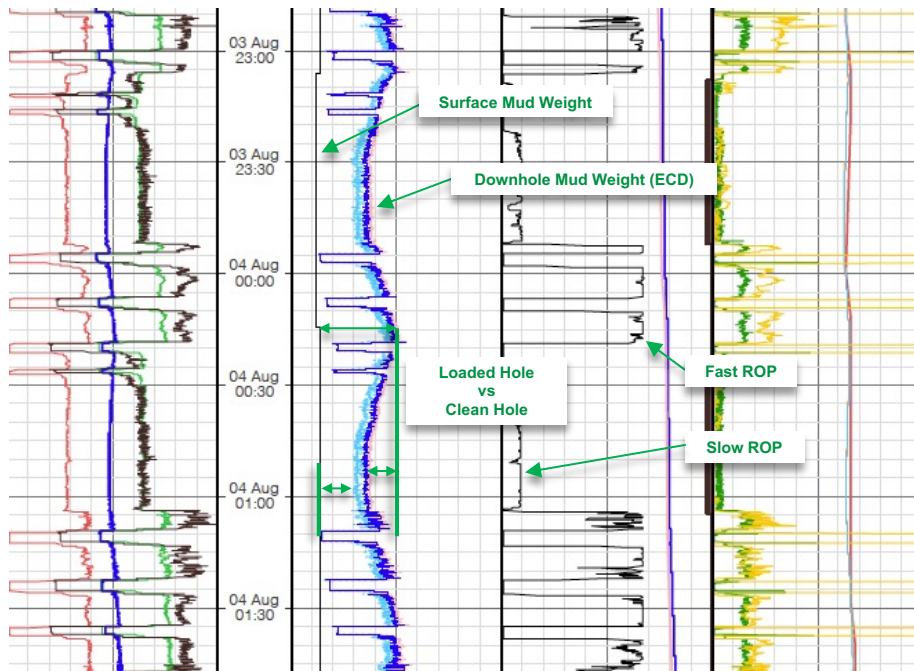 03 Aug
23:00
Surface Mud Weight
03 Aug
23:30
Downhole Mud Weight (ECD)
04 Aug
00:00
Loaded Hole
vs
Clean Hole
Fast ROP
04 Aug
00:30
Slow ROP
04 Aug
01:00
04 Aug
01:30